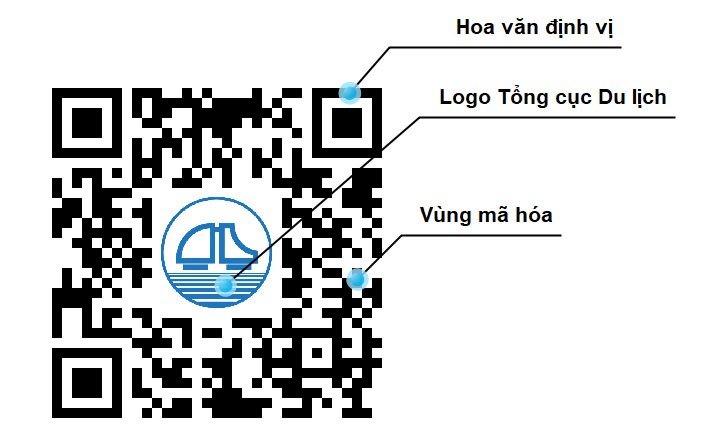 Hoa văn định vị
Logo Tổng cục Du lịch
Vùng mã hóa